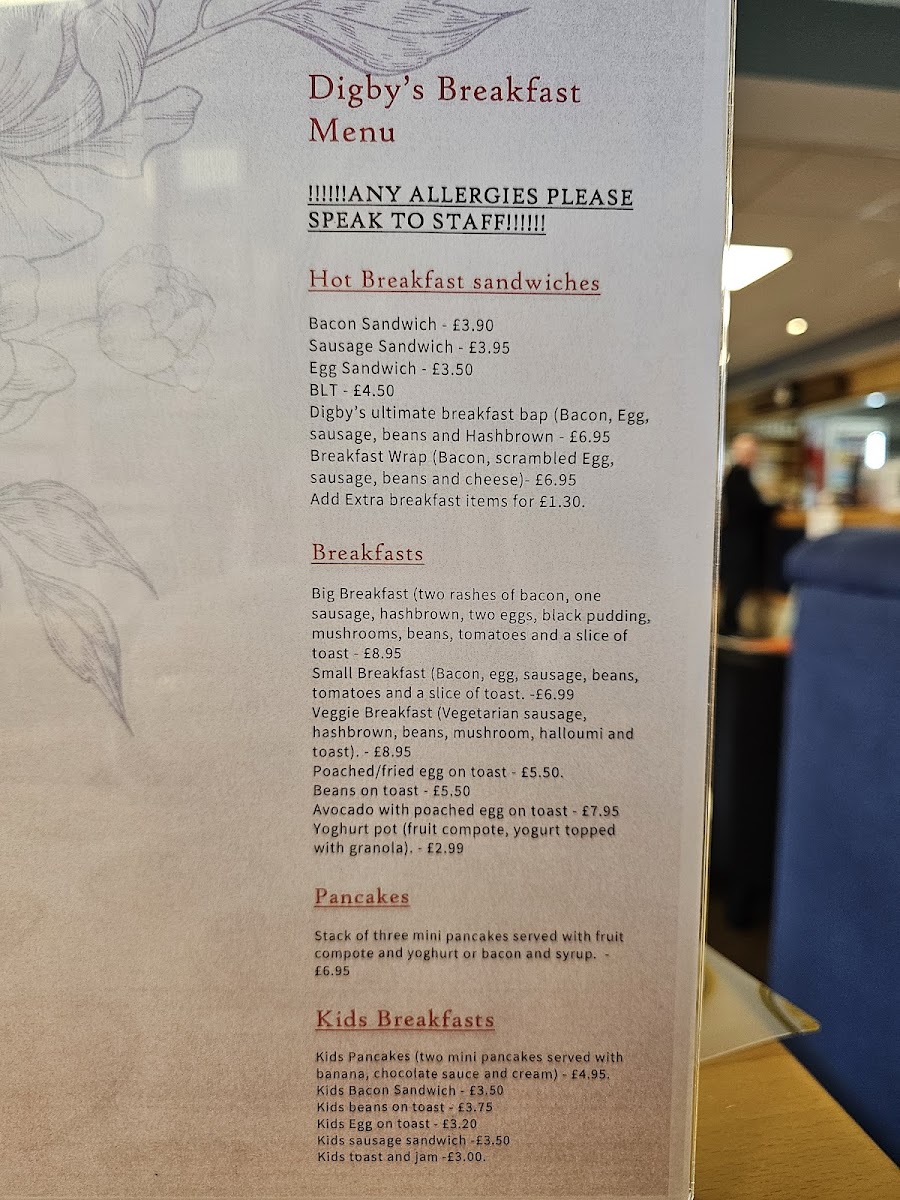 Digby's Breakfast
Menu
!!!!!!ANY ALLERGIES PLEASE
SPEAK TO STAFF!!!!!!
Hot Breakfast sandwiches
Bacon Sandwich - £3.90
Sausage Sandwich - £3.95
Egg Sandwich - £3.50
BLT - £4.50
Digby's ultimate breakfast bap (Bacon, Egg,
sausage, beans and Hashbrown - £6.95
Breakfast Wrap (Bacon, scrambled Egg,
sausage, beans and cheese)- £6.95
Add Extra breakfast items for £1.30.
Breakfasts
Big Breakfast (two rashes of bacon, one
sausage, hashbrown, two eggs, black pudding,
mushrooms, beans, tomatoes and a slice of
toast - £8.95
Small Breakfast (Bacon, egg, sausage, beans,
tomatoes and a slice of toast. -£6.99
Veggie Breakfast (Vegetarian sausage,
hashbrown, beans, mushroom, halloumi and
toast). - £8.95
Poached/fried egg on toast - £5.50.
Beans on toast - £5.50
Avocado with poached egg on toast - £7.95
Yoghurt pot (fruit compote, yogurt topped
with granola). - £2.99
Pancakes
Stack of three mini pancakes served with fruit
compote and yoghurt or bacon and syrup. -
£6.95
Kids Breakfasts
Kids Pancakes (two mini pancakes served with
banana, chocolate sauce and cream) - £4.95.
Kids Bacon Sandwich - £3.50
Kids beans on toast - £3.75
Kids Egg on toast - £3.20
Kids sausage sandwich -£3.50
Kids toast and jam -£3.00.